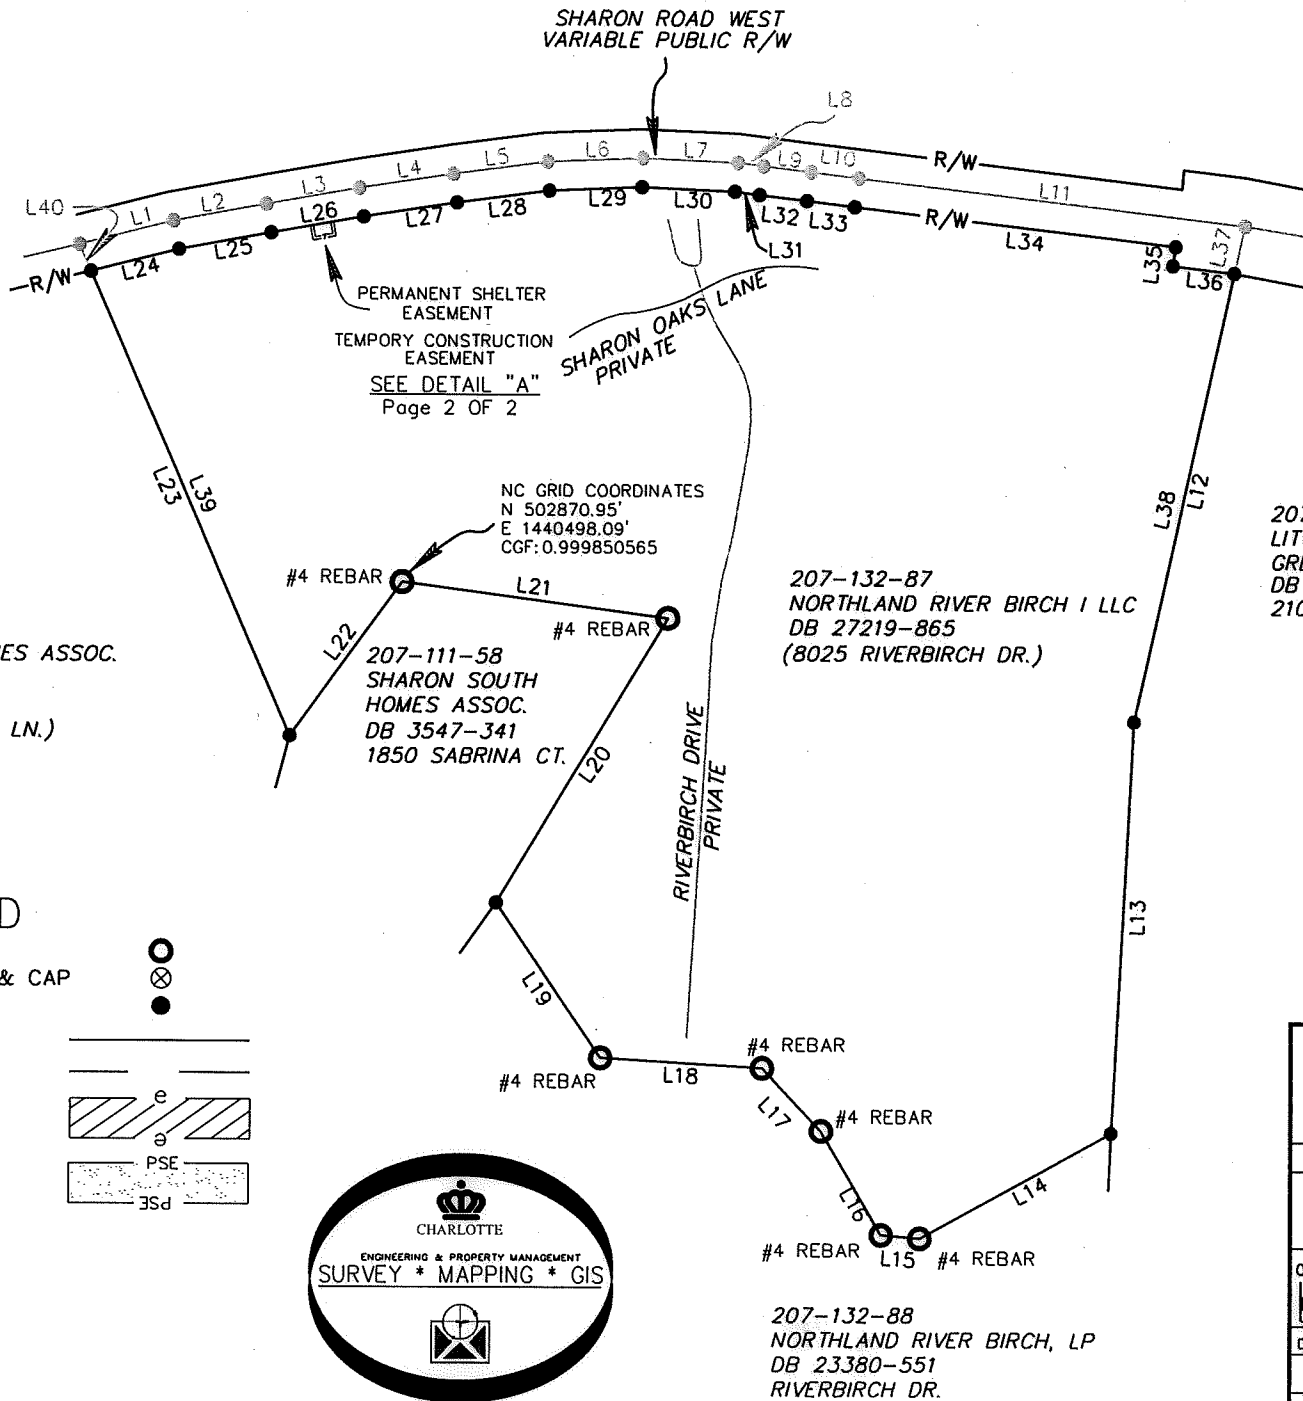 SHARON ROAD WEST
VARIABLE PUBLIC R/W
L8
L40
L1
L2
L3
L4
L5
L6
L7
L9
L10
R/W
L11
R/W
L24
L25
L26
L27
L28
L29
L30
L31
L32
L33
R/W
L34
L35
L36
L37
PERMANENT SHELTER
EASEMENT
TEMPORY CONSTRUCTION
EASEMENT
SEE DETAIL "A"
Page 2 OF 2
SHARON OAKS LANE
PRIVATE
L23
L39
NC GRID COORDINATES
N 502870.95'
E 1440498.09'
CGF: 0.999850565
L38
L12
207
LIT
GRE
DB
210
#4 REBAR
L21
#4 REBAR
L22
207-132-87
NORTHLAND RIVER BIRCH I LLC
DB 27219-865
(8025 RIVERBIRCH DR.)
ES ASSOC.
LN.)
207-111-58
SHARON SOUTH
HOMES ASSOC.
DB 3547-341
1850 SABRINA CT.
L20
RIVERBIRCH DRIVE
PRIVATE
L13
D
& CAP
L19
#4 REBAR
L18
#4 REBAR
L17
#4 REBAR
L16
L14
#4 REBAR
L15
#4 REBAR
e
e
PSE
PSE
CHARLOTTE
ENGINEERING & PROPERTY MANAGEMENT
SURVEY * MAPPING * GIS
207-132-88
NORTHLAND RIVER BIRCH, LP
DB 23380-551
RIVERBIRCH DR.